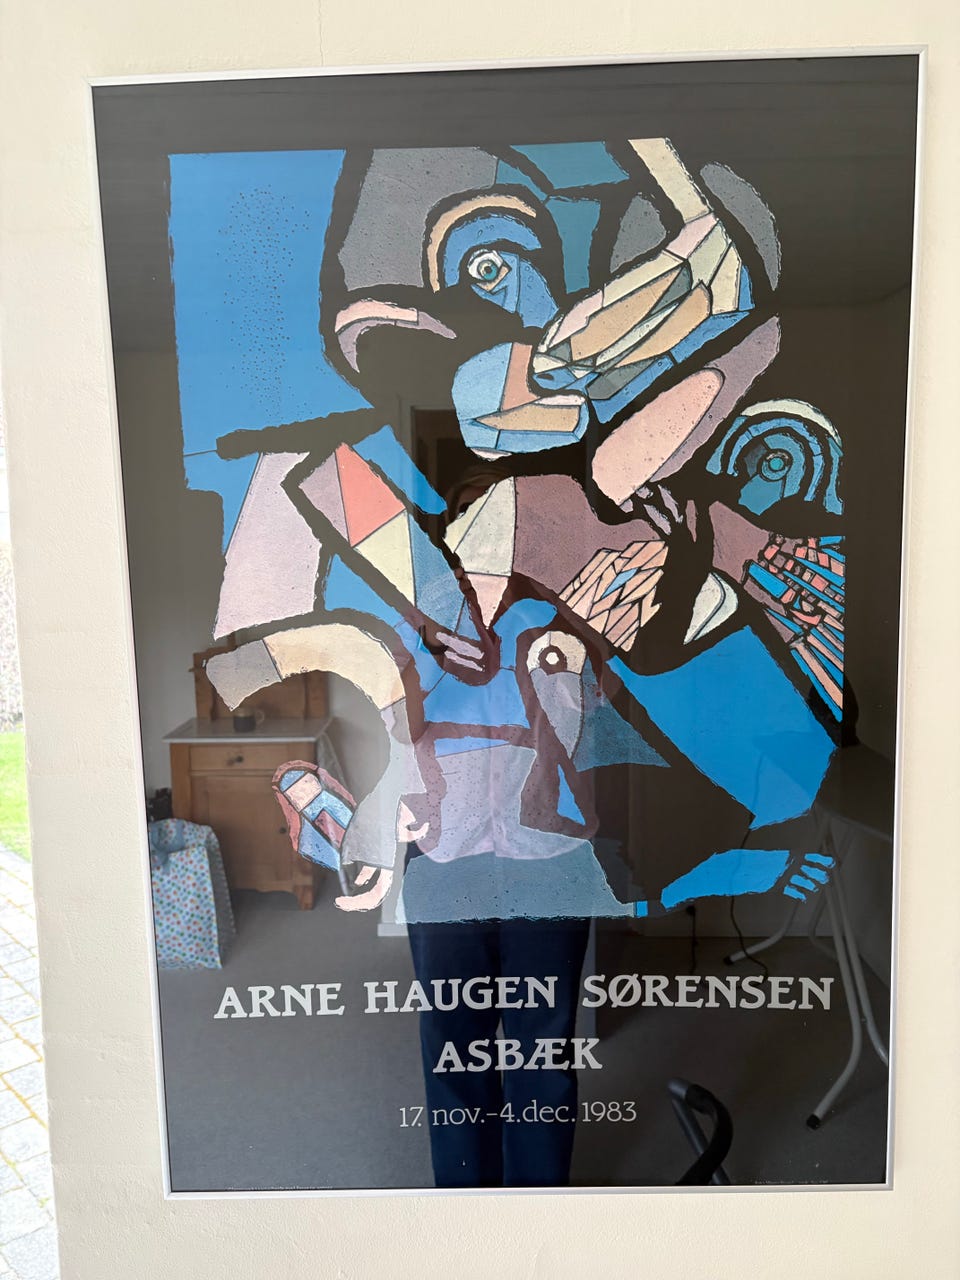 ARNE HAUGEN SØRENSEN
ASBÆK
17. nov.-4.dec. 1983